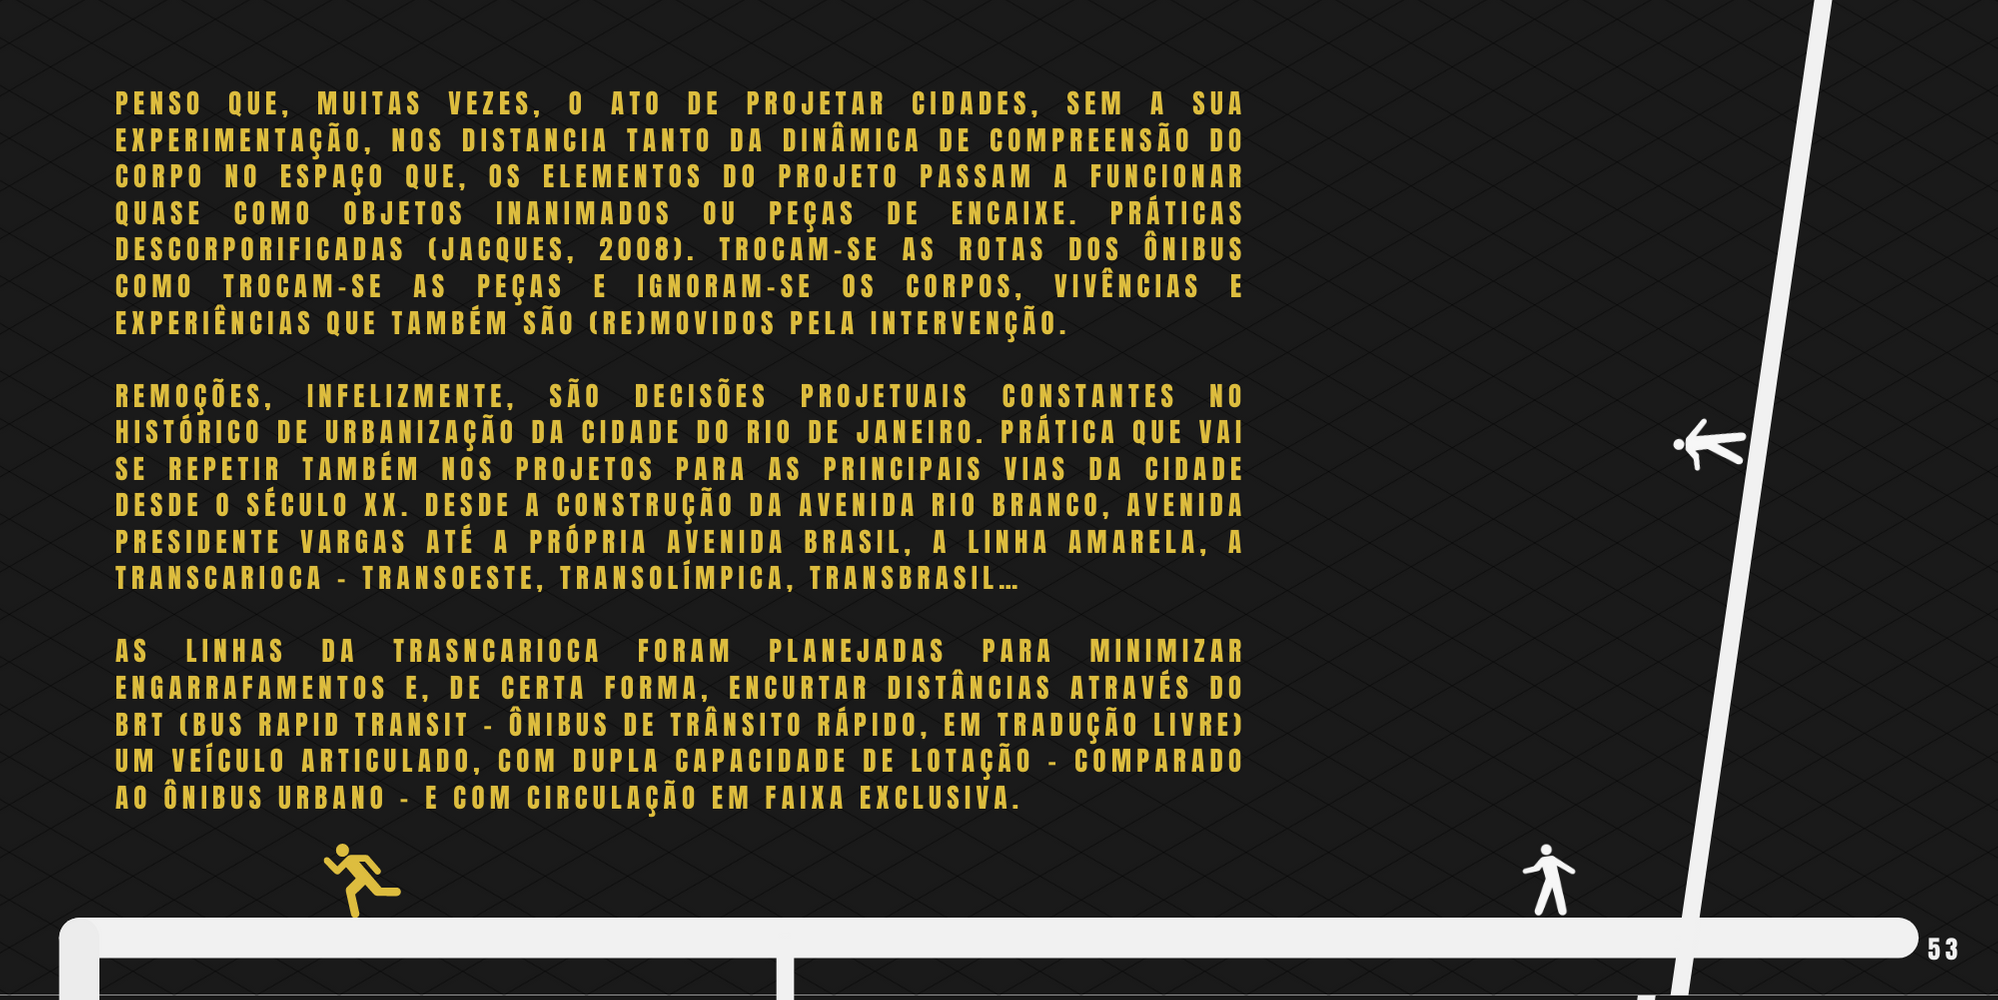 PENSO QUE, MUITAS VEZES, O ATO DE PROJETAR CIDADES, SEM A SUA
EXPERIMENTAÇÃO, NOS DISTANCIA TANTO DA DINÂMICA DE COMPREENSÃO DO
CORPO NO ESPAÇO QUE, OS ELEMENTOS DO PROJETO PASSAM A FUNCIONAR
QUASE COMO OBJETOS INANIMADOS OU PEÇAS DE ENCAIXE. PRÁTICAS
DESCORPORIFICADAS (JACQUES, 2008). TROCAM-SE AS ROTAS DOS ÔNIBUS
COMO TROCAM-SE AS PEÇAS E IGNORAM-SE OS CORPOS, VIVÊNCIAS E
EXPERIÊNCIAS QUE TAMBÉM SÃO (RE)MOVIDOS PELA INTERVENÇÃO.
REMOÇÕES, INFELIZMENTE, SÃO DECISÕES PROJETUAIS CONSTANTES NO
HISTÓRICO DE URBANIZAÇÃO DA CIDADE DO RIO DE JANEIRO. PRÁTICA QUE VAI
SE REPETIR TAMBÉM NOS PROJETOS PARA AS PRINCIPAIS VIAS DA CIDADE
DESDE O SÉCULO XX. DESDE A CONSTRUÇÃO DA AVENIDA RIO BRANCO, AVENIDA
PRESIDENTE VARGAS ATÉ A PRÓPRIA AVENIDA BRASIL, A LINHA AMARELA, A
TRANSCARIOCA - TRANSOESTE, TRANSOLÍMPICA, TRANSBRASIL…
AS LINHAS DA TRASNCARIOCA FORAM PLANEJADAS PARA MINIMIZAR
ENGARRAFAMENTOS E, DE CERTA FORMA, ENCURTAR DISTÂNCIAS ATRAVÉS DO
BRT (BUS RAPID TRANSIT - ÔNIBUS DE TRÂNSITO RÁPIDO, EM TRADUÇÃO LIVRE)
UM VEÍCULO ARTICULADO, COM DUPLA CAPACIDADE DE LOTAÇÃO - COMPARADO
AO ÔNIBUS URBANO - E COM CIRCULAÇÃO EM FAIXA EXCLUSIVA.
53